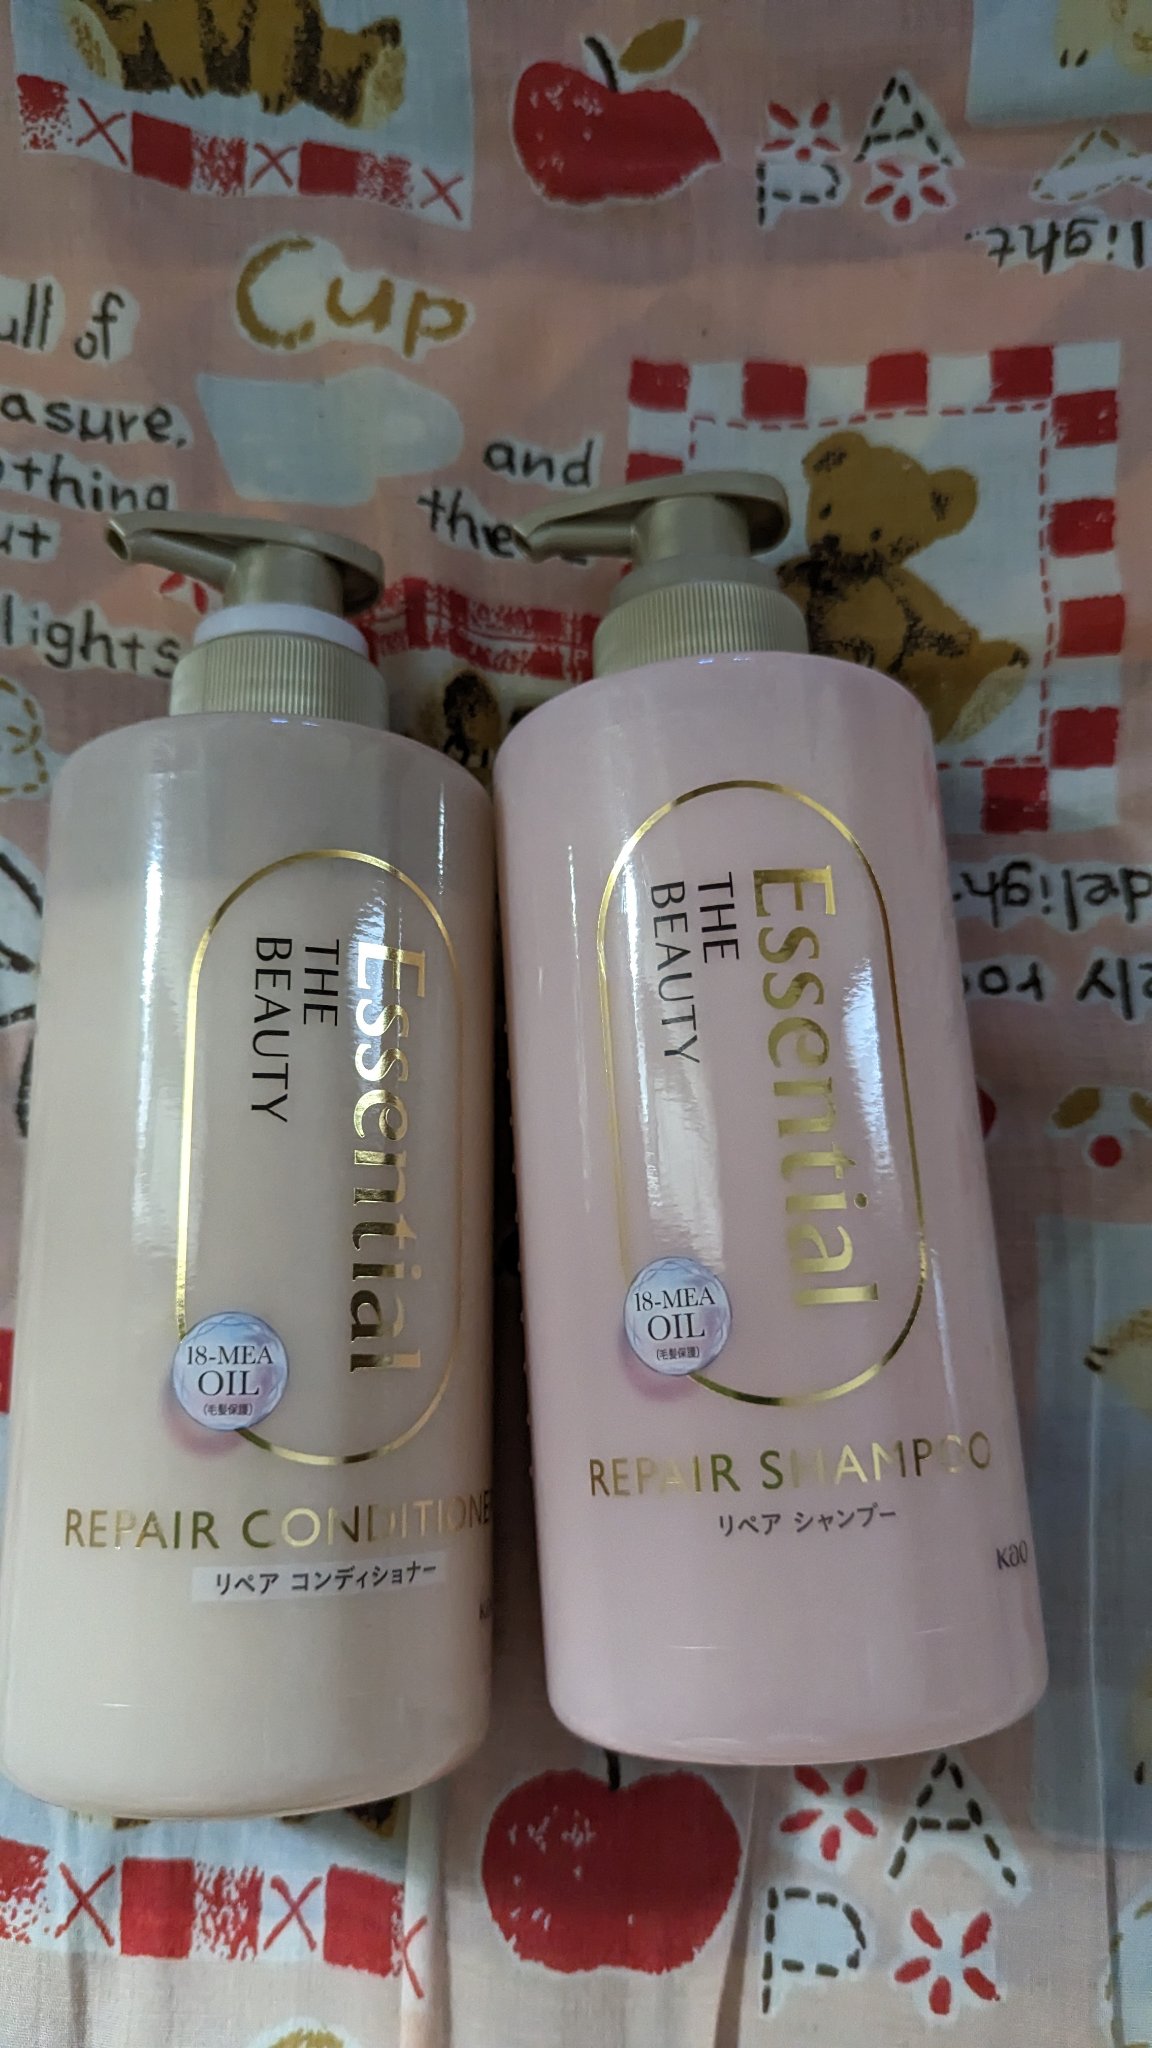 Cup
ull of
asure,
thing
ut
lights
and
light.
Essential
THE
BEAUTY
18-MEA
OIL
(毛髪保護)
REPAIR CONDITIONE
リペア コンディショナー
Essential
THE
BEAUTY
18-MEA
OIL
(毛髪保護)
REPAIR SHAMPOO
リペア シャンプー
Kao